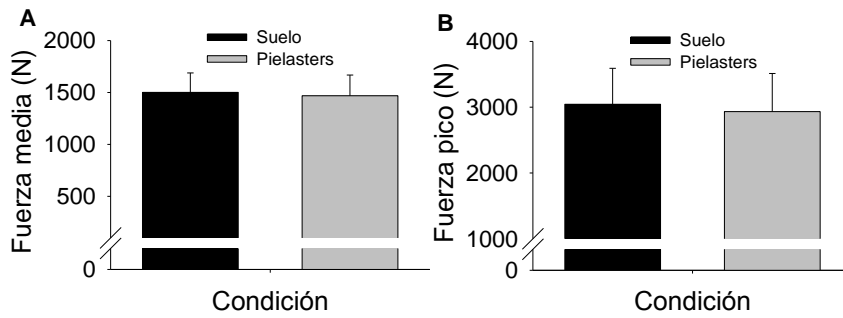 A
Suelo
Pielasters
2000
1500
1000
500
0
Fuerza media (N)
Condición
B
Suelo
Pielasters
4000
3000
2000
1000
0
Fuerza pico (N)
Condición